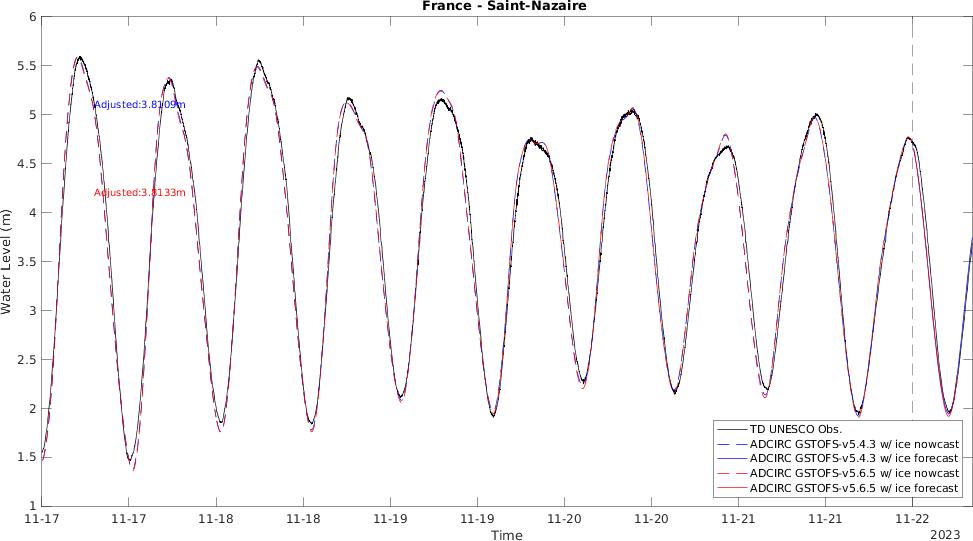 France - Saint-Nazaire
6
5.5
5
4.5
4
3.5
3
2.5
2
1.5
1
Water Level (m)
Adjusted:3.8109m
Adjusted:3.8133m
TD UNESCO Obs.
ADCIRC GSTOFS-v5.4.3 w/ ice nowcast
ADCIRC GSTOFS-v5.4.3 w/ ice forecast
ADCIRC GSTOFS-v5.6.5 w/ ice nowcast
ADCIRC GSTOFS-v5.6.5 w/ ice forecast
11-17 11-17 11-18 11-18 11-19 11-19 11-20 11-20 11-21 11-21 11-22
Time
2023